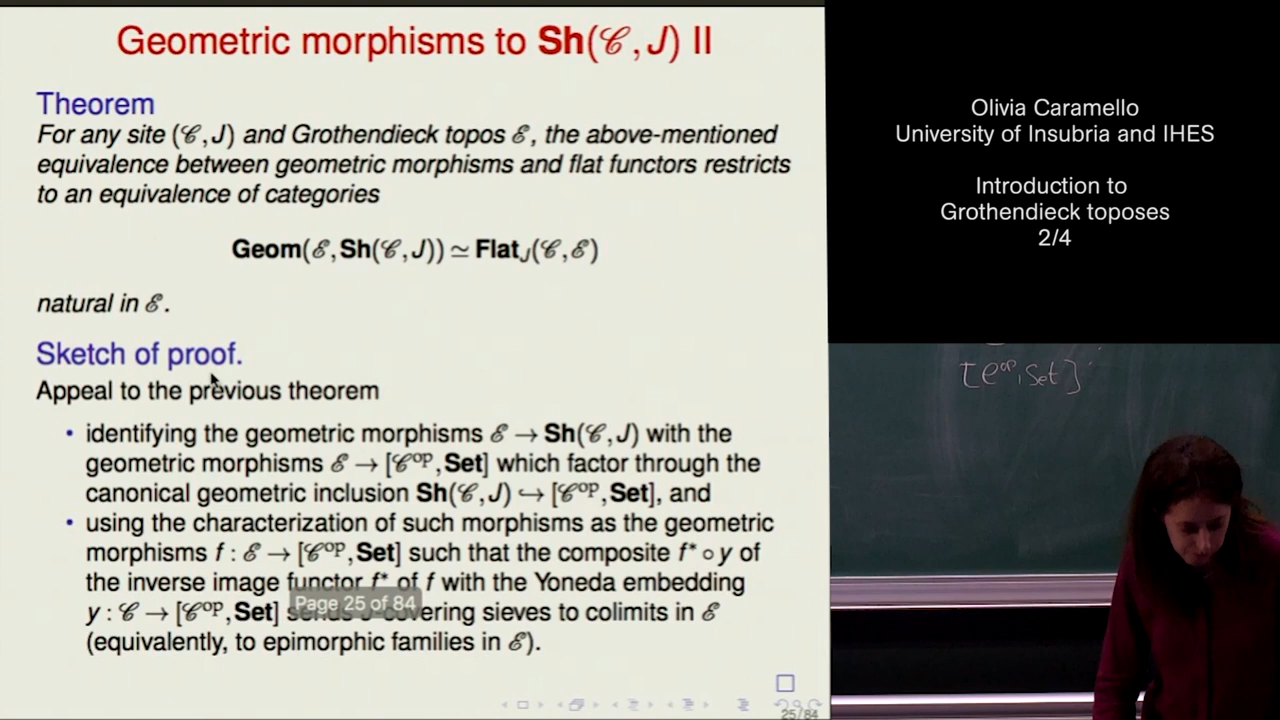 Geometric morphisms to Sh(𝒞, J) II
Theorem
For any site (𝒞, J) and Grothendieck topos ℰ, the above-mentioned
equivalence between geometric morphisms and flat functors restricts
to an equivalence of categories
Geom(ℰ, Sh(𝒞, J)) ≃ Flat_J(𝒞, ℰ)
natural in ℰ.
Sketch of proof.
Appeal to the previous theorem
• identifying the geometric morphisms ℰ → Sh(𝒞, J) with the
geometric morphisms ℰ → [𝒞^op, Set] which factor through the
canonical geometric inclusion Sh(𝒞, J) ↪ [𝒞^op, Set], and
• using the characterization of such morphisms as the geometric
morphisms f : ℰ → [𝒞^op, Set] such that the composite f* ∘ y of
the inverse image functor f* of f with the Yoneda embedding
y : 𝒞 → [𝒞^op, Set] sends covering sieves to colimits in ℰ
(equivalently, to epimorphic families in ℰ).
Page 25 of 84
25/84
Olivia Caramello
University of Insubria and IHES
Introduction to
Grothendieck toposes
2/4
[𝒞^op, Set]